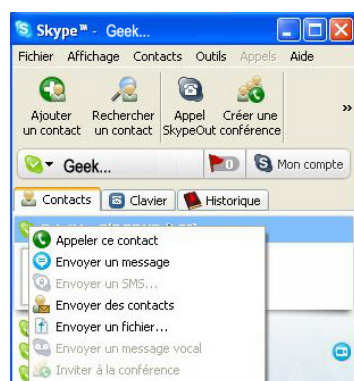 Skype™ - Geek...
Fichier Affichage Contacts Outils Appels Aide
Ajouter un contact
Rechercher un contact
Appel SkypeOut
Créer une conférence
»
Geek... 0 Mon compte
Contacts Clavier Historique
Appeler ce contact
Envoyer un message
Envoyer un SMS...
Envoyer des contacts
Envoyer un fichier...
Envoyer un message vocal
Inviter à la conférence